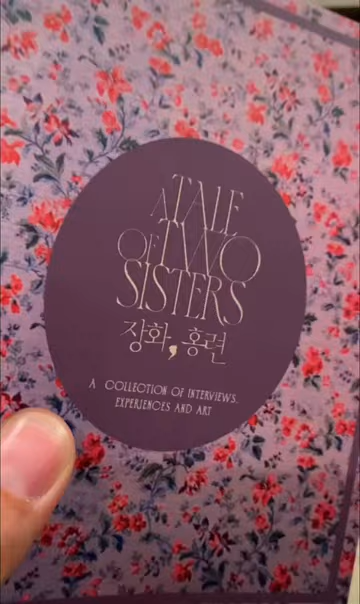 A TALE
OF TWO
SISTERS
장화, 홍련
A COLLECTION OF INTERVIEWS,
EXPERIENCES AND ART